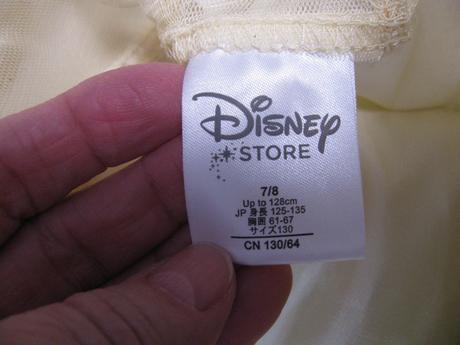 Disney
STORE
7/8
Up to 128cm
JP 身長 125-135
胸囲 61-67
サイズ130
CN 130/64